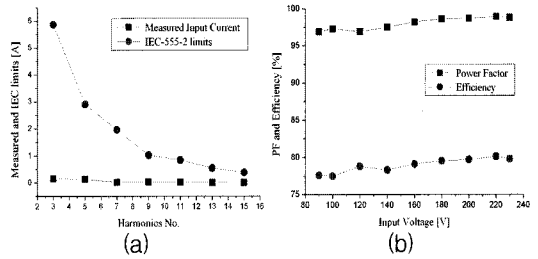 Measured and IEC limits [A]
6
5
4
3
2
1
0
Measured Input Current
IEC-555-2 limits
2 3 4 5 6 7 8 9 10 11 12 13 14 15 16
Harmonics No.
(a)
PF and Efficiency [%]
100
95
90
85
80
75
Power Factor
Efficiency
80 100 120 140 160 180 200 220 240
Input Voltage [V]
(b)